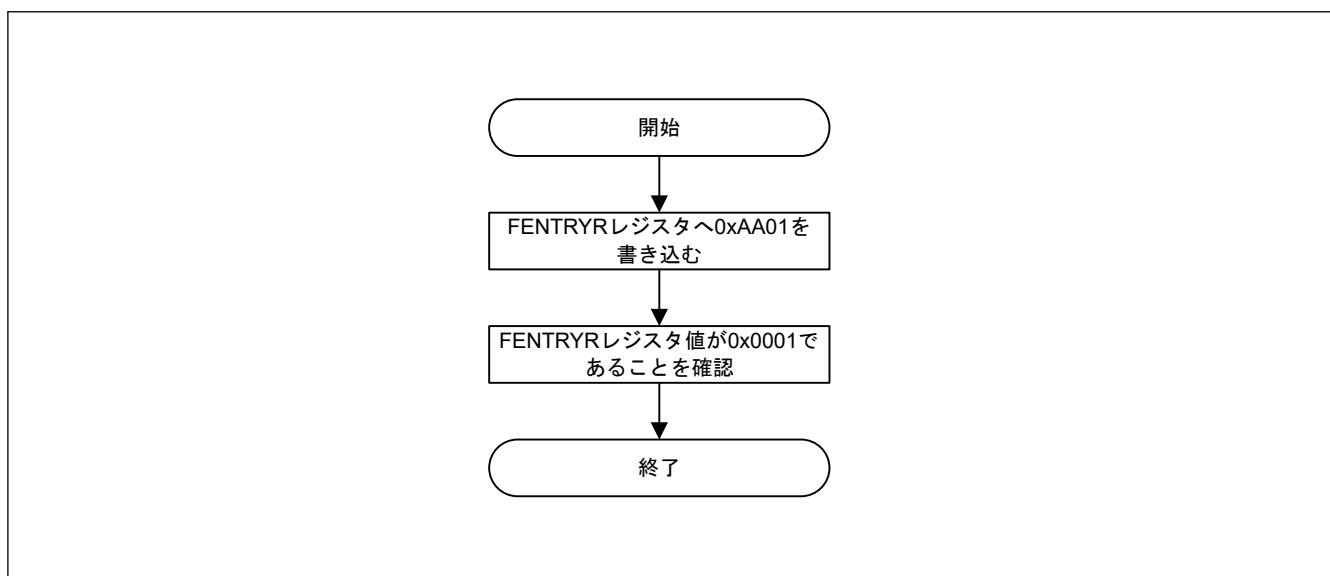 開始
FENTRYRレジスタへ0xAA01を
書き込む
FENTRYRレジスタ値が0x0001で
あることを確認
終了